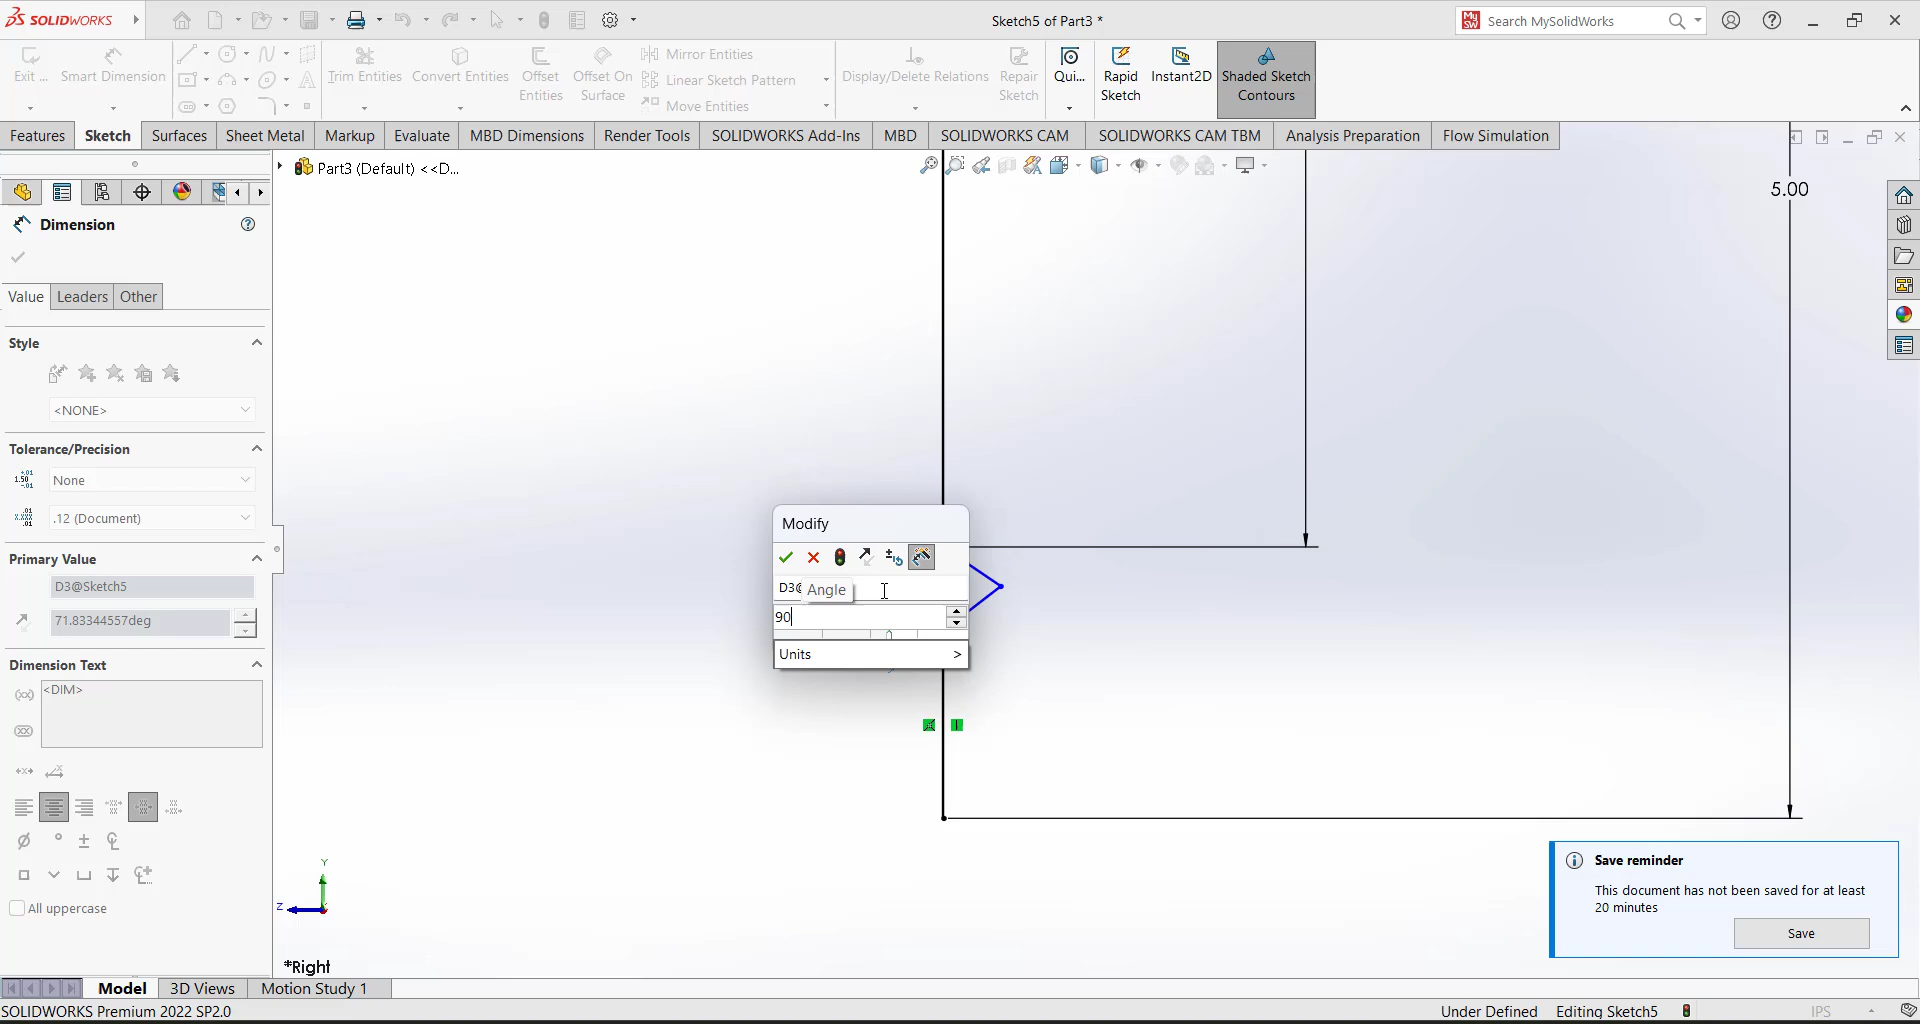 SOLIDWORKS
Sketch5 of Part3 *
Search MySolidWorks
Exit ...
Smart Dimension
Trim Entities
Convert Entities
Offset Entities
Offset On Surface
Mirror Entities
Linear Sketch Pattern
Move Entities
Display/Delete Relations
Repair Sketch
Qui...
Rapid Sketch
Instant2D
Shaded Sketch Contours
Features
Sketch
Surfaces
Sheet Metal
Markup
Evaluate
MBD Dimensions
Render Tools
SOLIDWORKS Add-Ins
MBD
SOLIDWORKS CAM
SOLIDWORKS CAM TBM
Analysis Preparation
Flow Simulation
Part3 (Default) <<D...
5.00
Dimension
Value
Leaders
Other
Style
<NONE>
Tolerance/Precision
None
.12 (Document)
Primary Value
D3@Sketch5
71.83344557deg
Dimension Text
<DIM>
All uppercase
Modify
D3@
Angle
90
Units
Y
Z
*Right
Save reminder
This document has not been saved for at least
20 minutes
Save
Model
3D Views
Motion Study 1
SOLIDWORKS Premium 2022 SP2.0
Under Defined
Editing Sketch5
IPS